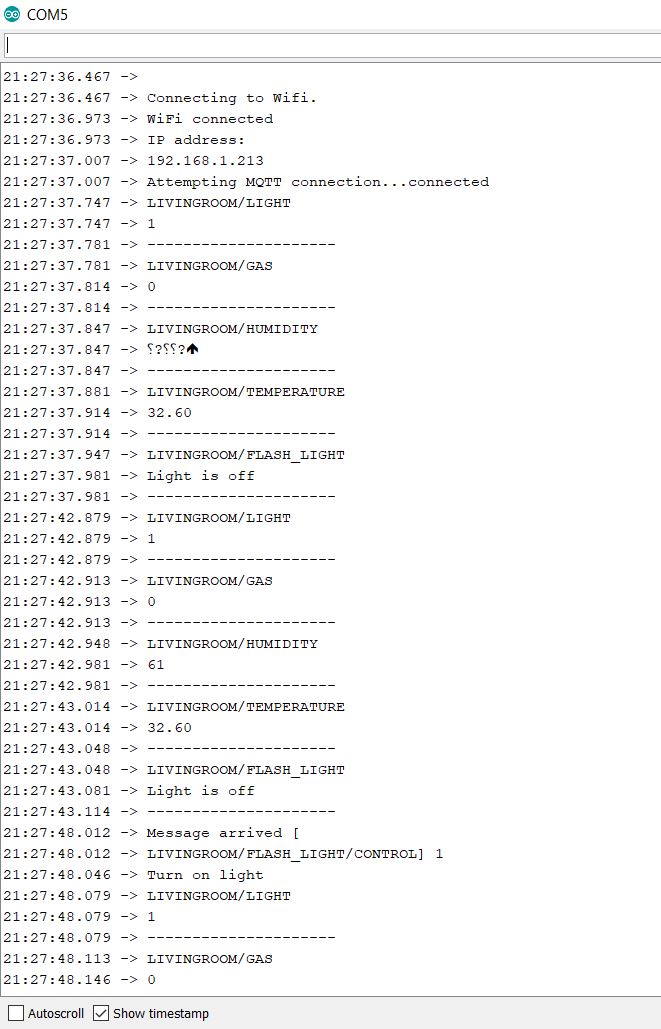 COM5
21:27:36.467 ->
21:27:36.467 -> Connecting to Wifi.
21:27:36.973 -> WiFi connected
21:27:36.973 -> IP address:
21:27:37.007 -> 192.168.1.213
21:27:37.007 -> Attempting MQTT connection...connected
21:27:37.747 -> LIVINGROOM/LIGHT
21:27:37.747 -> 1
21:27:37.781 -> ---------------------
21:27:37.781 -> LIVINGROOM/GAS
21:27:37.814 -> 0
21:27:37.814 -> ---------------------
21:27:37.847 -> LIVINGROOM/HUMIDITY
21:27:37.847 -> ⸮?⸮⸮?🡅
21:27:37.847 -> ---------------------
21:27:37.881 -> LIVINGROOM/TEMPERATURE
21:27:37.914 -> 32.60
21:27:37.914 -> ---------------------
21:27:37.947 -> LIVINGROOM/FLASH_LIGHT
21:27:37.981 -> Light is off
21:27:37.981 -> ---------------------
21:27:42.879 -> LIVINGROOM/LIGHT
21:27:42.879 -> 1
21:27:42.879 -> ---------------------
21:27:42.913 -> LIVINGROOM/GAS
21:27:42.913 -> 0
21:27:42.913 -> ---------------------
21:27:42.948 -> LIVINGROOM/HUMIDITY
21:27:42.981 -> 61
21:27:42.981 -> ---------------------
21:27:43.014 -> LIVINGROOM/TEMPERATURE
21:27:43.014 -> 32.60
21:27:43.048 -> ---------------------
21:27:43.048 -> LIVINGROOM/FLASH_LIGHT
21:27:43.081 -> Light is off
21:27:43.114 -> ---------------------
21:27:48.012 -> Message arrived [
21:27:48.012 -> LIVINGROOM/FLASH_LIGHT/CONTROL] 1
21:27:48.046 -> Turn on light
21:27:48.079 -> LIVINGROOM/LIGHT
21:27:48.079 -> 1
21:27:48.079 -> ---------------------
21:27:48.113 -> LIVINGROOM/GAS
21:27:48.146 -> 0
Autoscroll Show timestamp